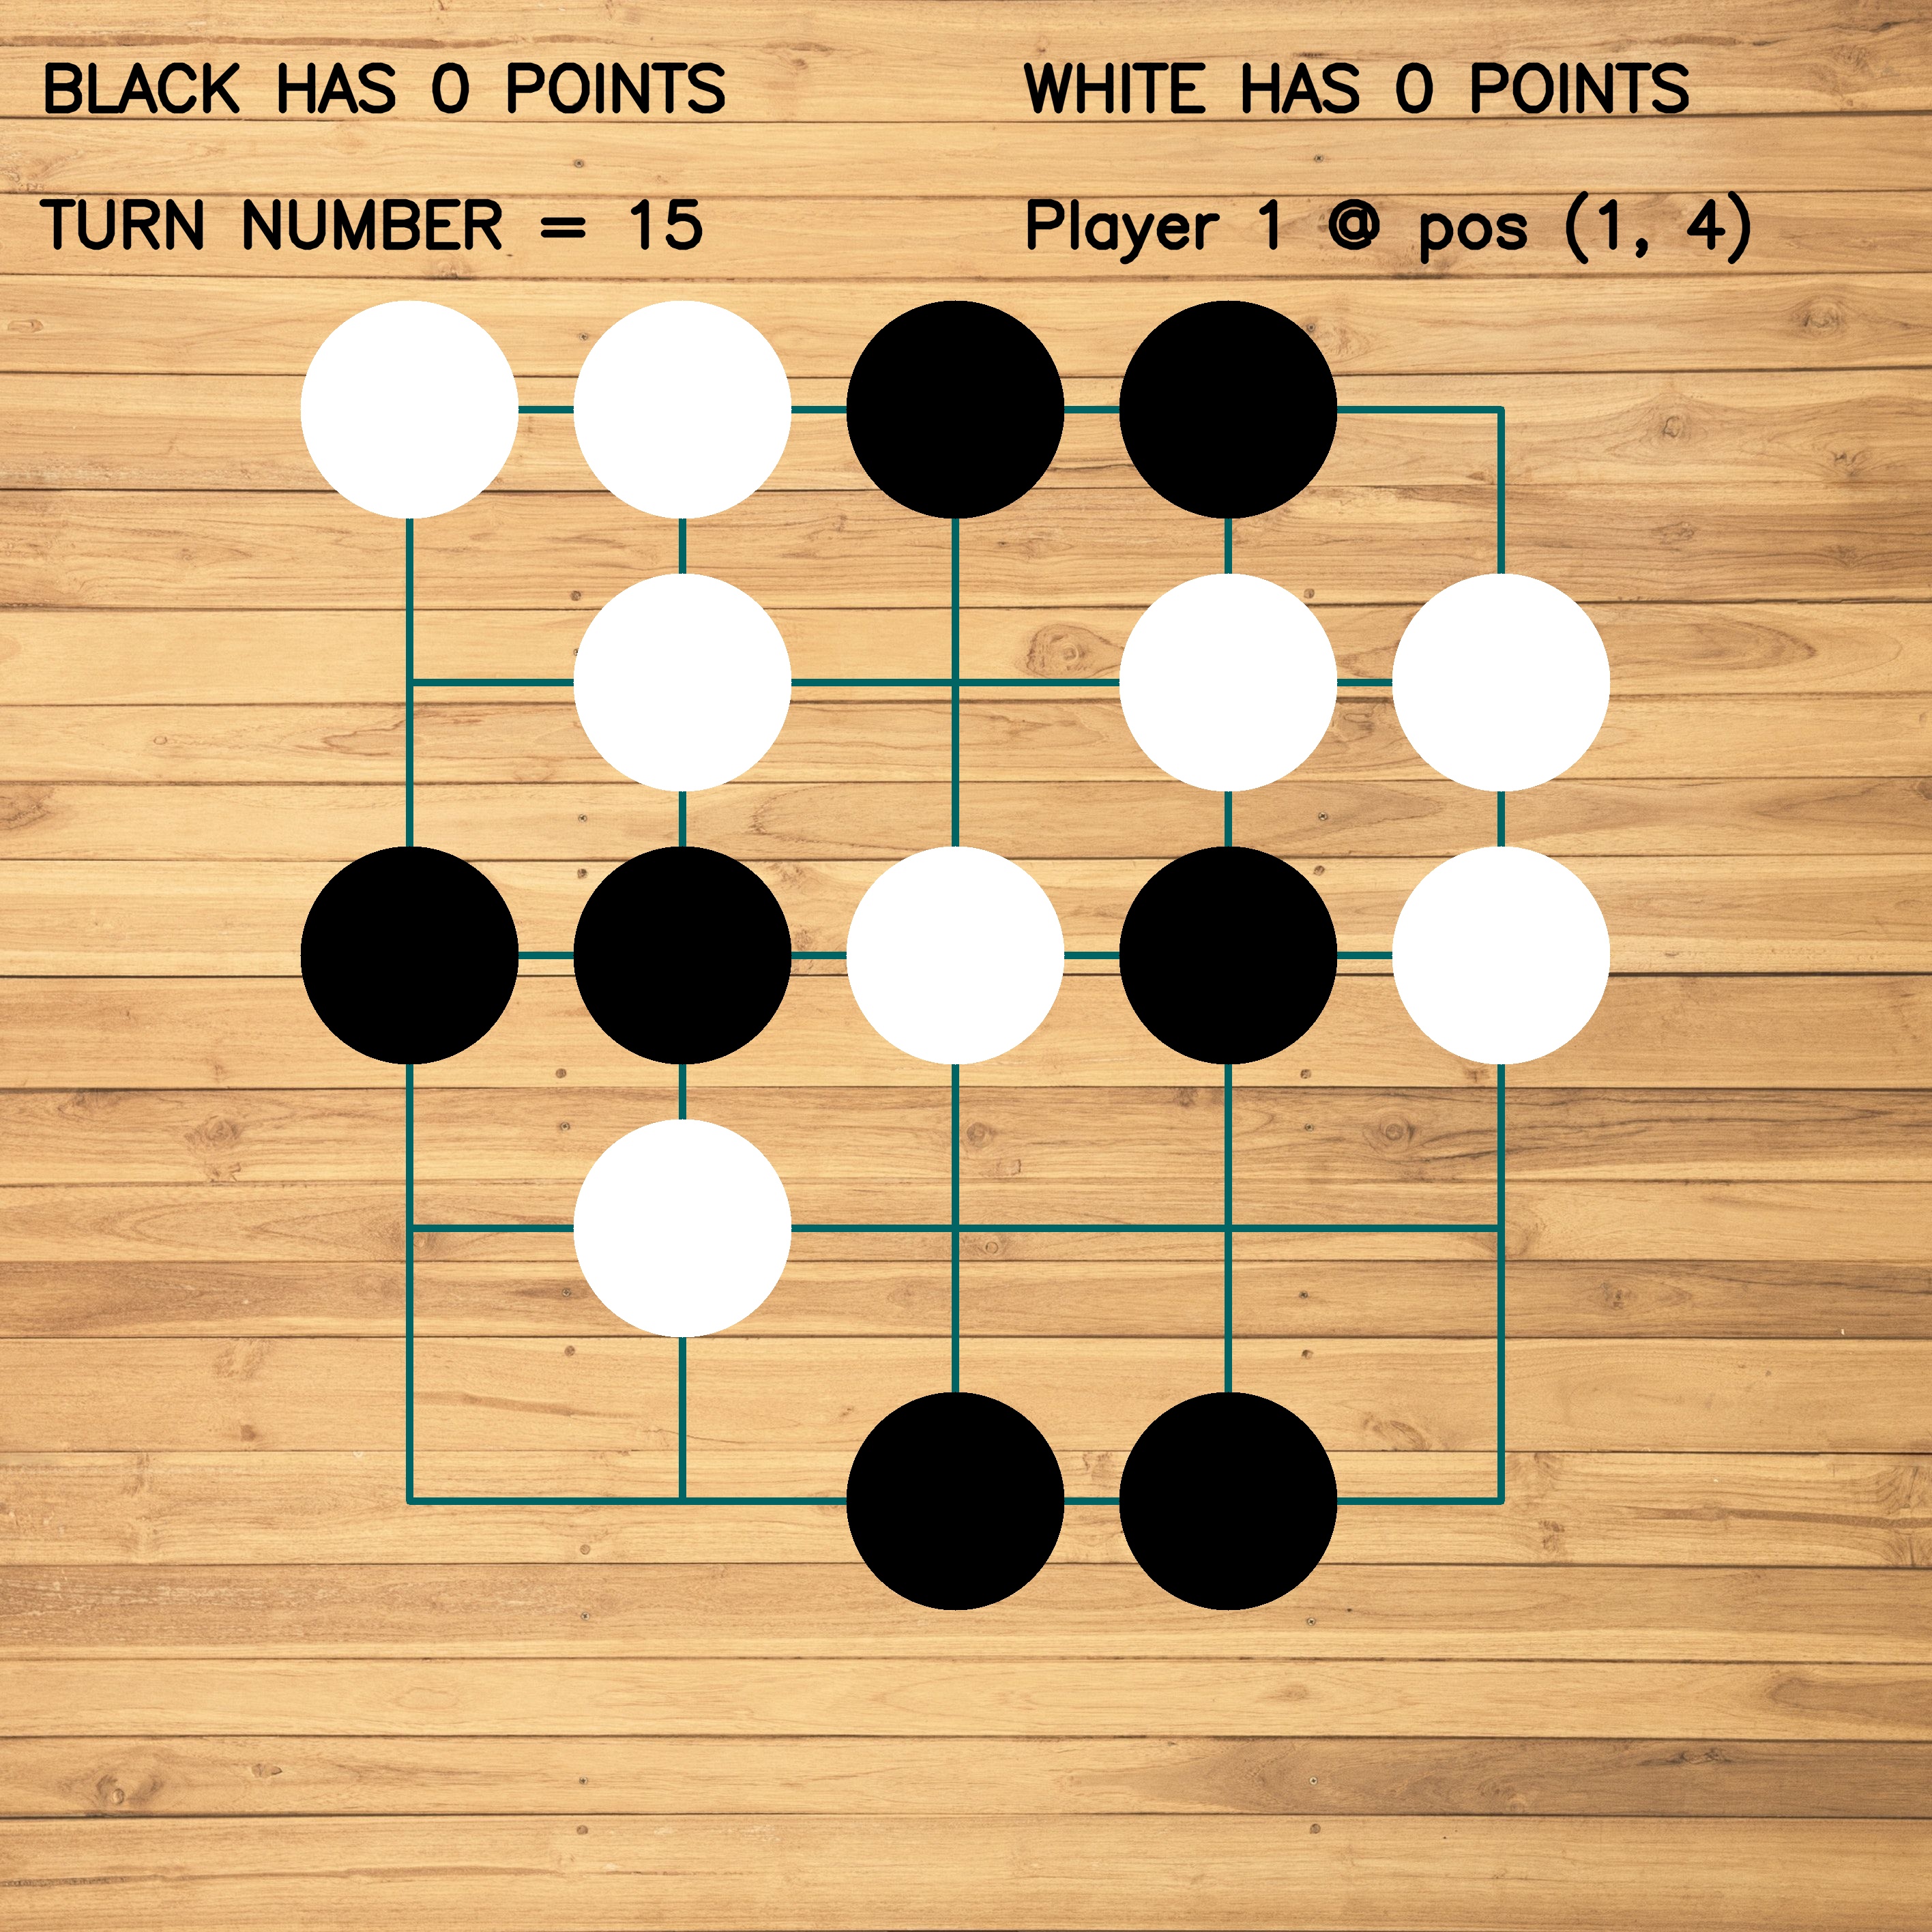 BLACK HAS 0 POINTS
WHITE HAS 0 POINTS
TURN NUMBER = 15
Player 1 @ pos (1, 4)